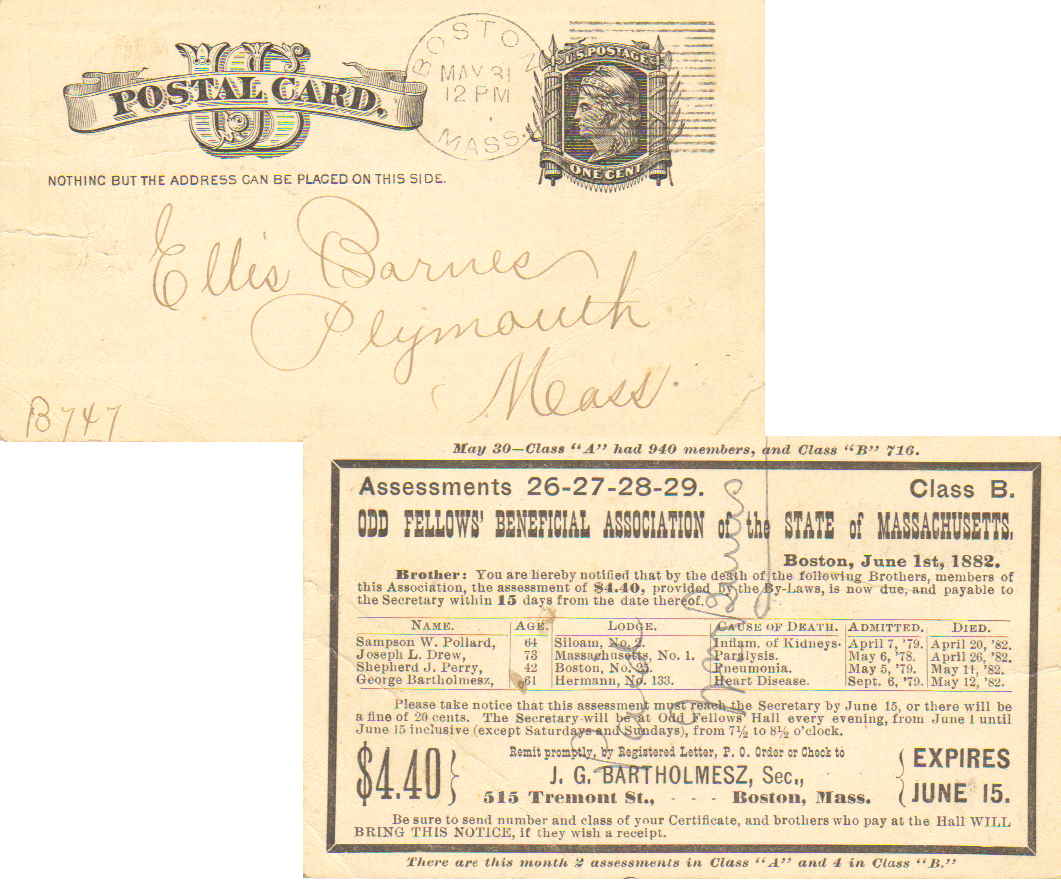 US
POSTAL CARD.
BOSTON
MAY 31
12 PM
MASS.
U.S. POSTAGE
ONE CENT
NOTHING BUT THE ADDRESS CAN BE PLACED ON THIS SIDE.
Ellis Barnes
Plymouth
Mass.
B747
May 30—Class "A" had 940 members, and Class "B" 716.
Assessments 26-27-28-29. Class B.
ODD FELLOWS' BENEFICIAL ASSOCIATION of the STATE of MASSACHUSETTS.
Boston, June 1st, 1882.
Brother: You are hereby notified that by the death of the following Brothers, members of
this Association, the assessment of $4.40, provided by the By-Laws, is now due, and payable to
the Secretary within 15 days from the date thereof.
NAME. AGE. LODGE. CAUSE OF DEATH. ADMITTED. DIED.
Sampson W. Pollard, 64 Siloam, No. 2. Inflam. of Kidneys. April 7, '79. April 20, '82.
Joseph L. Drew, 73 Massachusetts, No. 1. Paralysis. May 6, '78. April 26, '82.
Shepherd J. Perry, 42 Boston, No. 25. Pneumonia. May 5, '79. May 11, '82.
George Bartholmesz, 61 Hermann, No. 133. Heart Disease. Sept. 6, '79. May 12, '82.
Please take notice that this assessment must reach the Secretary by June 15, or there will be
a fine of 20 cents. The Secretary will be at Odd Fellows' Hall every evening, from June 1 until
June 15 inclusive (except Saturdays and Sundays), from 7½ to 8½ o'clock.
$4.40
Remit promptly, by Registered Letter, P. O. Order or Check to
J. G. BARTHOLMESZ, Sec.,
515 Tremont St., - - - Boston, Mass.
EXPIRES
JUNE 15.
Be sure to send number and class of your Certificate, and brothers who pay at the Hall WILL
BRING THIS NOTICE, if they wish a receipt.
There are this month 2 assessments in Class "A" and 4 in Class "B."